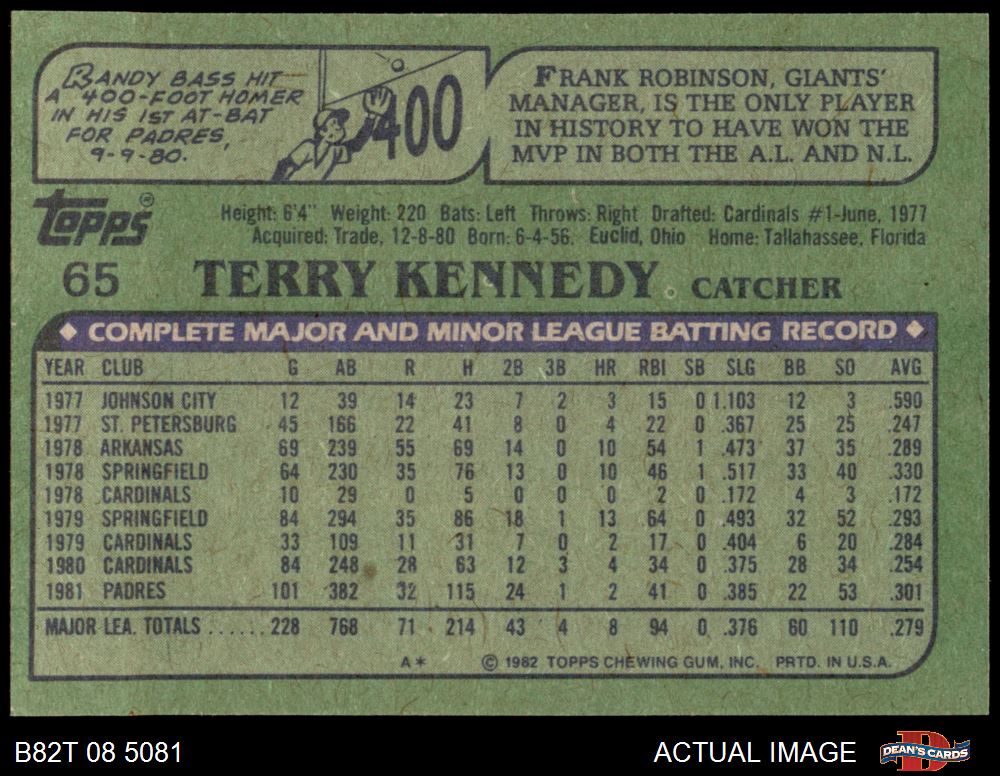 RANDY BASS HIT
A 400-FOOT HOMER
IN HIS 1ST AT-BAT
FOR PADRES,
9-9-80.
400
FRANK ROBINSON, GIANTS'
MANAGER, IS THE ONLY PLAYER
IN HISTORY TO HAVE WON THE
MVP IN BOTH THE A.L. AND N.L.
topps®
Height: 6'4" Weight: 220 Bats: Left Throws: Right Drafted: Cardinals #1-June, 1977
Acquired: Trade, 12-8-80 Born: 6-4-56. Euclid, Ohio Home: Tallahassee, Florida
65 TERRY KENNEDY CATCHER
◆ COMPLETE MAJOR AND MINOR LEAGUE BATTING RECORD ◆
YEAR CLUB G AB R H 2B 3B HR RBI SB SLG BB SO AVG
1977 JOHNSON CITY 12 39 14 23 7 2 3 15 0 1.103 12 3 .590
1977 ST. PETERSBURG 45 166 22 41 8 0 4 22 0 .367 25 25 .247
1978 ARKANSAS 69 239 55 69 14 0 10 54 1 .473 37 35 .289
1978 SPRINGFIELD 64 230 35 76 13 0 10 46 1 .517 33 40 .330
1978 CARDINALS 10 29 0 5 0 0 0 2 0 .172 4 3 .172
1979 SPRINGFIELD 84 294 35 86 18 1 13 64 0 .493 32 52 .293
1979 CARDINALS 33 109 11 31 7 0 2 17 0 .404 6 20 .284
1980 CARDINALS 84 248 28 63 12 3 4 34 0 .375 28 34 .254
1981 PADRES 101 382 32 115 24 1 2 41 0 .385 22 53 .301
MAJOR LEA. TOTALS ......228 768 71 214 43 4 8 94 0 .376 60 110 .279
A* © 1982 TOPPS CHEWING GUM, INC. PRTD. IN U.S.A.
B82T 08 5081 ACTUAL IMAGE DEAN'S CARDS